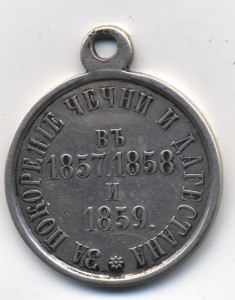 ЗА ПОКОРЕНІЕ ЧЕЧНИ И ДАГЕСТАНА
ВЪ
1857, 1858
И
1859.